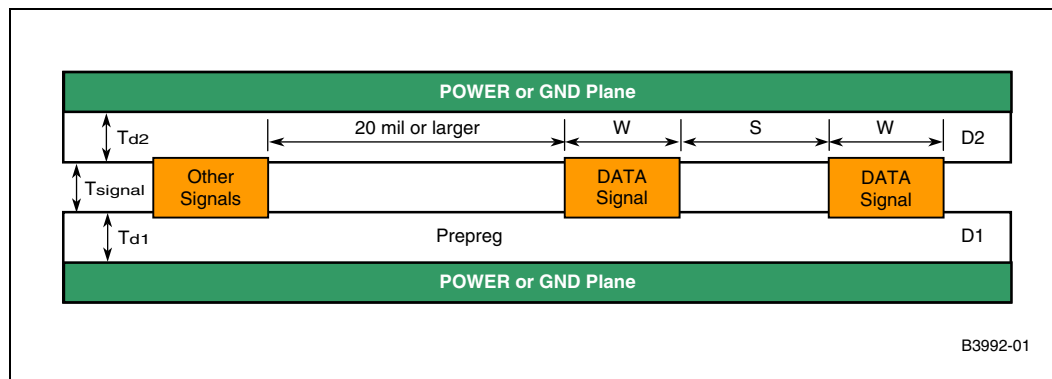 POWER or GND Plane
Td2
20 mil or larger
W
S
W
D2
Tsignal
Other
Signals
DATA
Signal
DATA
Signal
Td1
Prepreg
D1
POWER or GND Plane
B3992-01